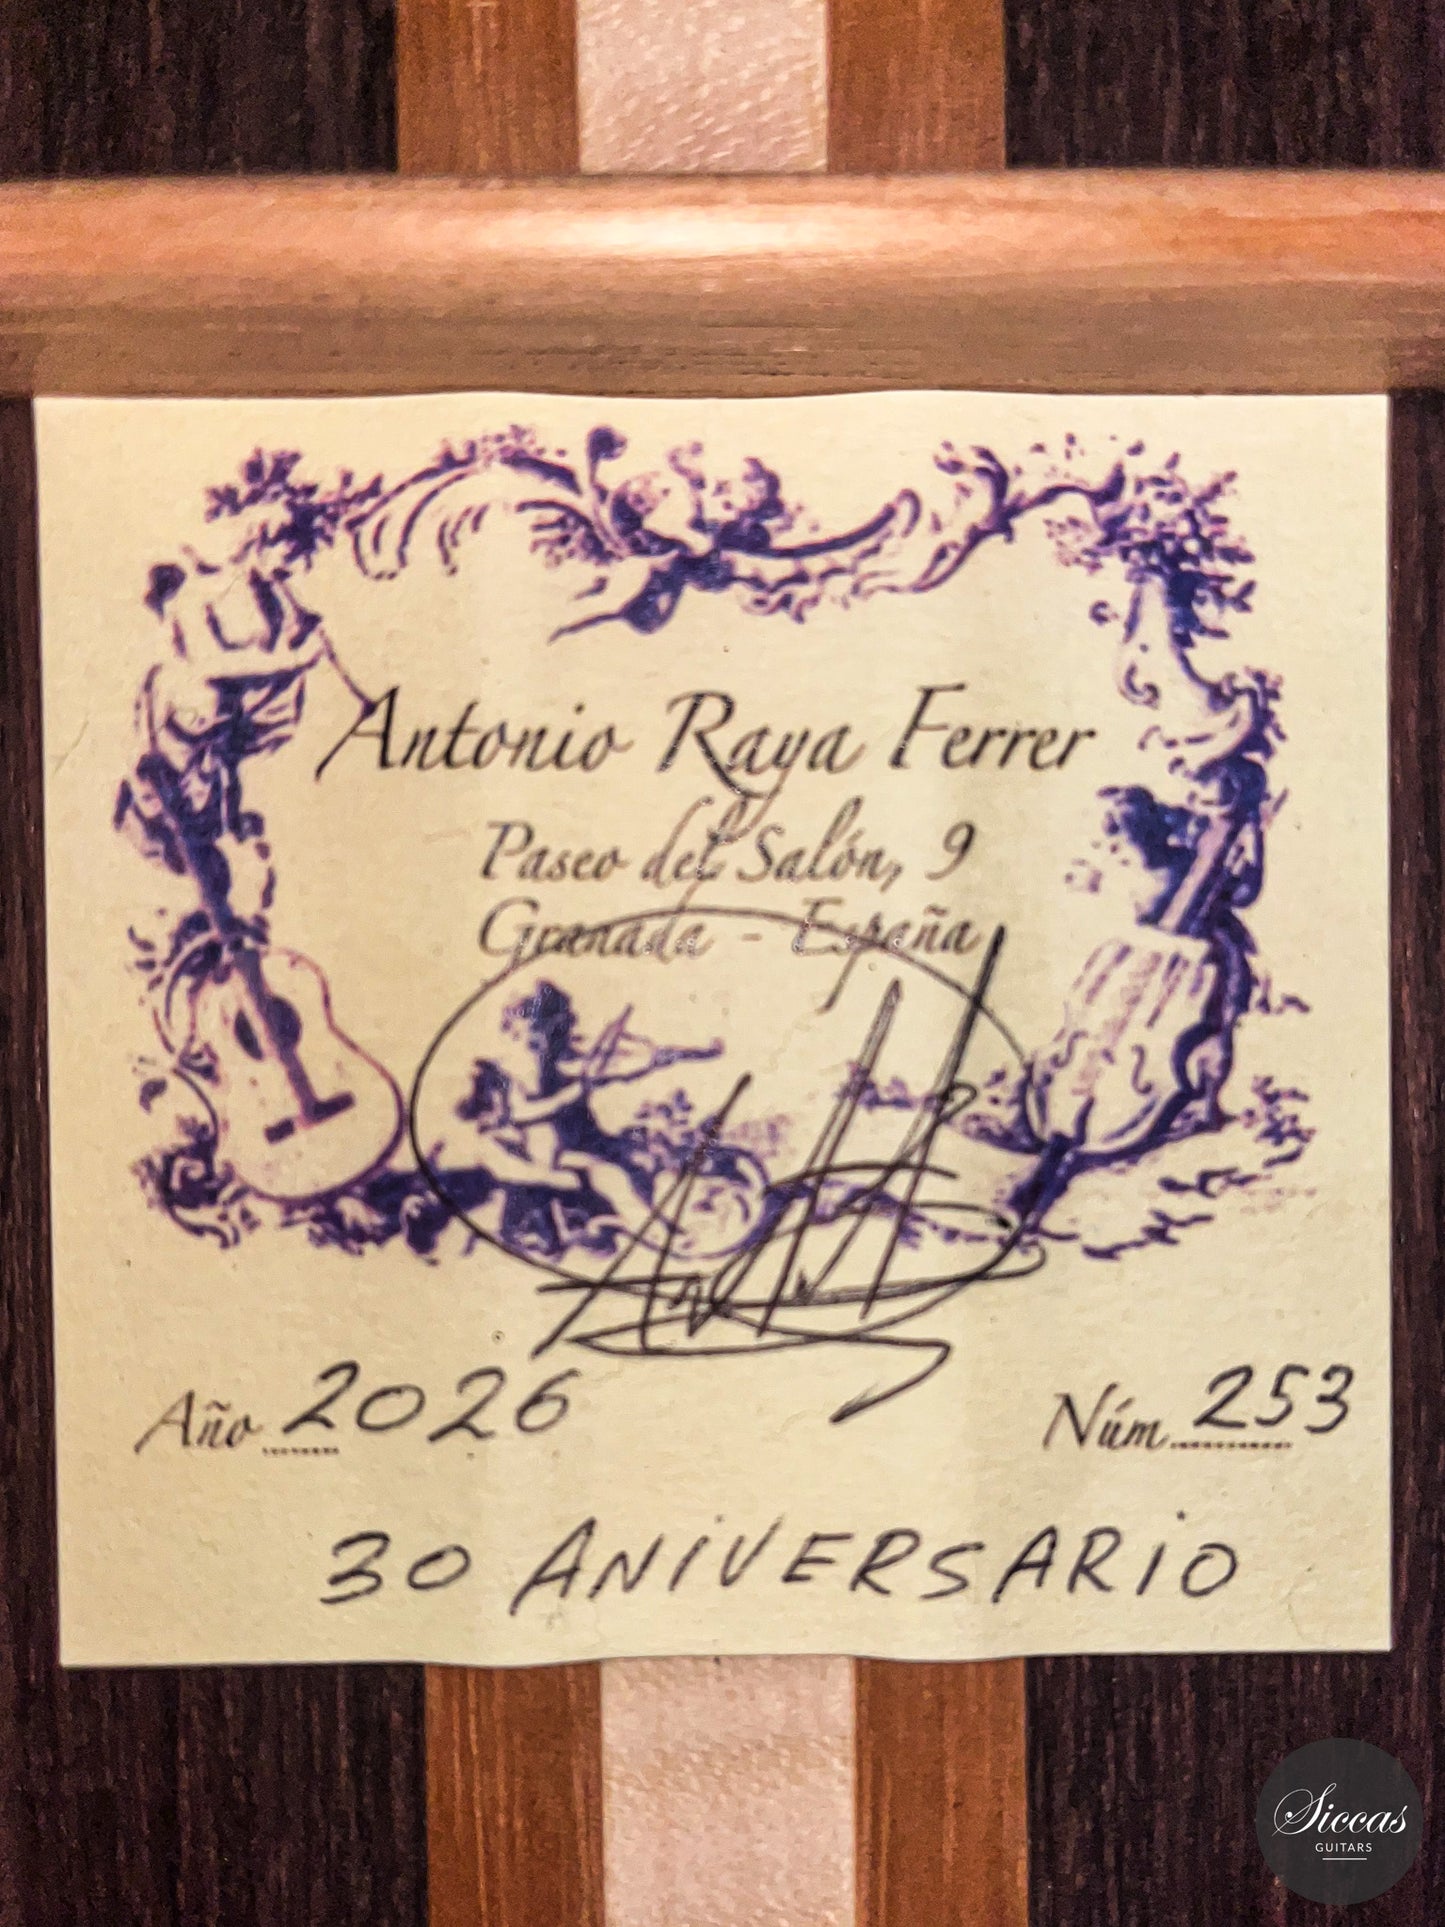 Antonio Raya Ferrer
Paseo del Salón, 9
Granada - España
Año 2026 Núm 253
30 ANIVERSARIO
Siccas
GUITARS